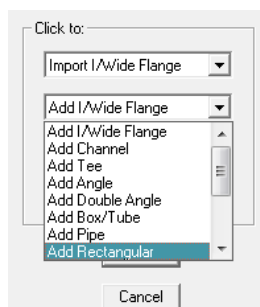 Click to:
Import I/Wide Flange
Add I/Wide Flange
Add I/Wide Flange
Add Channel
Add Tee
Add Angle
Add Double Angle
Add Box/Tube
Add Pipe
Add Rectangular
Cancel